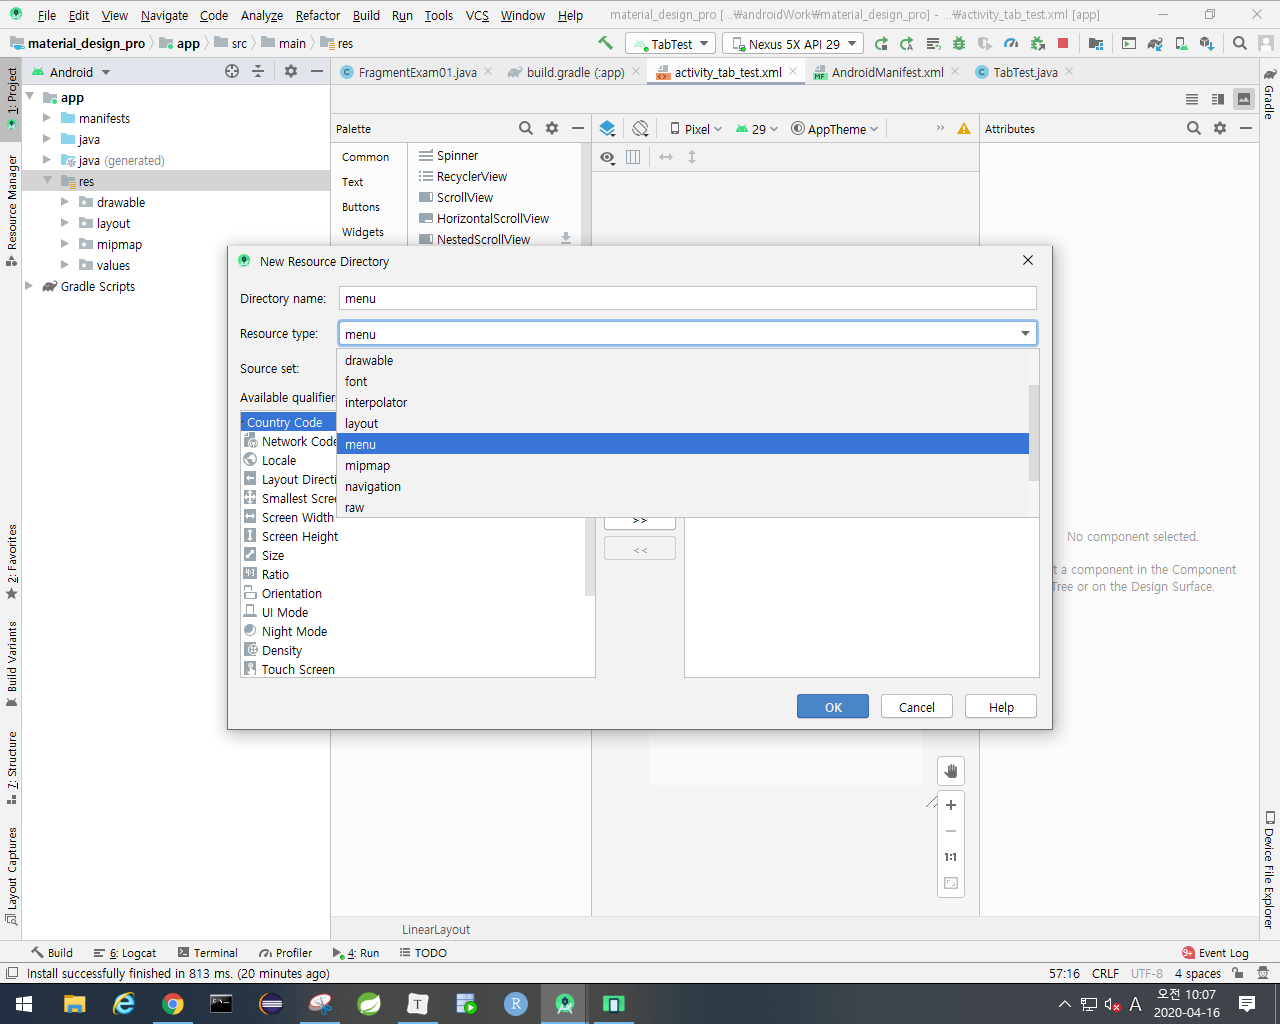 File Edit View Navigate Code Analyze Refactor Build Run Tools VCS Window Help material_design_pro [...₩androidWork₩material_design_pro] - ...₩activity_tab_test.xml [app]
material_design_pro app src main res TabTest Nexus 5X API 29
Android FragmentExam01.java build.gradle (:app) activity_tab_test.xml AndroidManifest.xml TabTest.java
1: Project
Resource Manager
2: Favorites
Build Variants
7: Structure
Layout Captures
app
manifests
java
java (generated)
res
drawable
layout
mipmap
values
Gradle Scripts
Palette
Common
Text
Buttons
Widgets
Spinner
RecyclerView
ScrollView
HorizontalScrollView
NestedScrollView
Pixel 29 AppTheme »
Attributes
Gradle
Device File Explorer
New Resource Directory
Directory name: menu
Resource type: menu
Source set:
drawable
font
interpolator
layout
menu
mipmap
navigation
raw
Available qualifier
Country Code
Network Code
Locale
Layout Directi
Smallest Scree
Screen Width
Screen Height
Size
Ratio
Orientation
UI Mode
Night Mode
Density
Touch Screen
>>
<<
OK Cancel Help
No component selected.
t a component in the Component
Tree or on the Design Surface.
1:1
LinearLayout
Build 6: Logcat Terminal Profiler 4: Run TODO 9+ Event Log
Install successfully finished in 813 ms. (20 minutes ago) 57:16 CRLF UTF-8 4 spaces
T R A 오전 10:07
2020-04-16